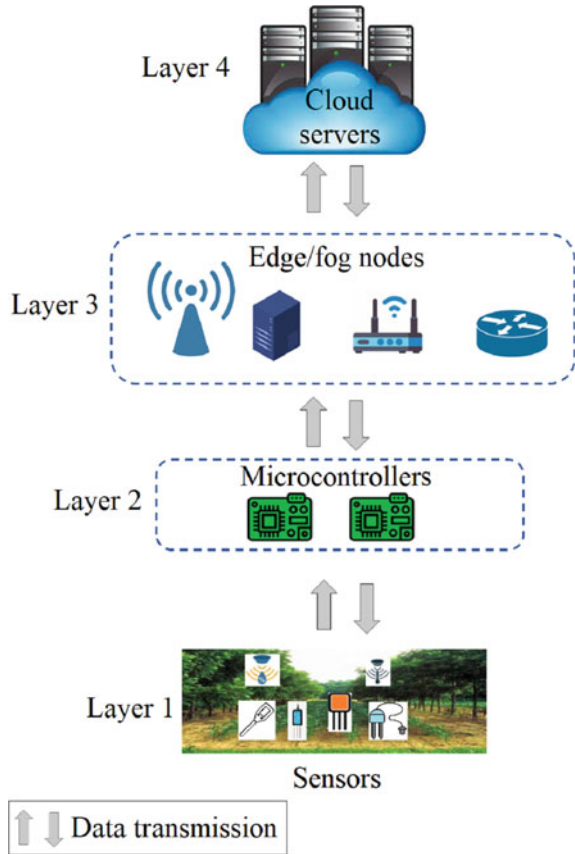 Layer 4
Cloud
servers
Edge/fog nodes
Layer 3
Microcontrollers
Layer 2
Layer 1
Sensors
Data transmission